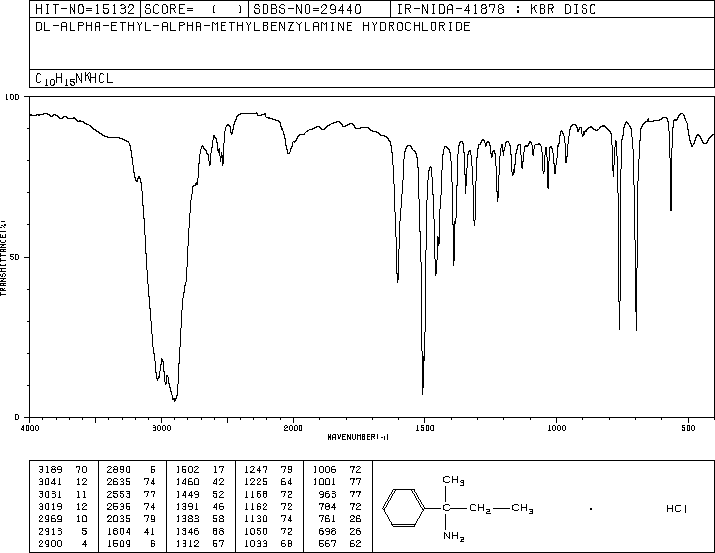 HIT-NO=15132 SCORE= ( ) SDBS-NO=29440 IR-NIDA-41878 : KBR DISC
DL-ALPHA-ETHYL-ALPHA-METHYLBENZYLAMINE HYDROCHLORIDE
C10H15N*HCL
100
50
0
TRANSMITTANCE(%)
4000 3000 2000 1500 1000 500
WAVENUMBER(-1)
3189 70 2890 6 1602 17 1247 79 1006 72
3041 12 2635 74 1460 42 1225 64 1001 77
3031 11 2553 77 1449 52 1168 72 963 77
3019 12 2536 74 1391 46 1162 72 784 72
2969 10 2035 79 1383 58 1130 74 761 26
2913 5 1604 41 1346 68 1050 72 698 26
2900 4 1509 6 1312 57 1033 68 567 62
CH3
C CH2 CH3 . HCl
NH2